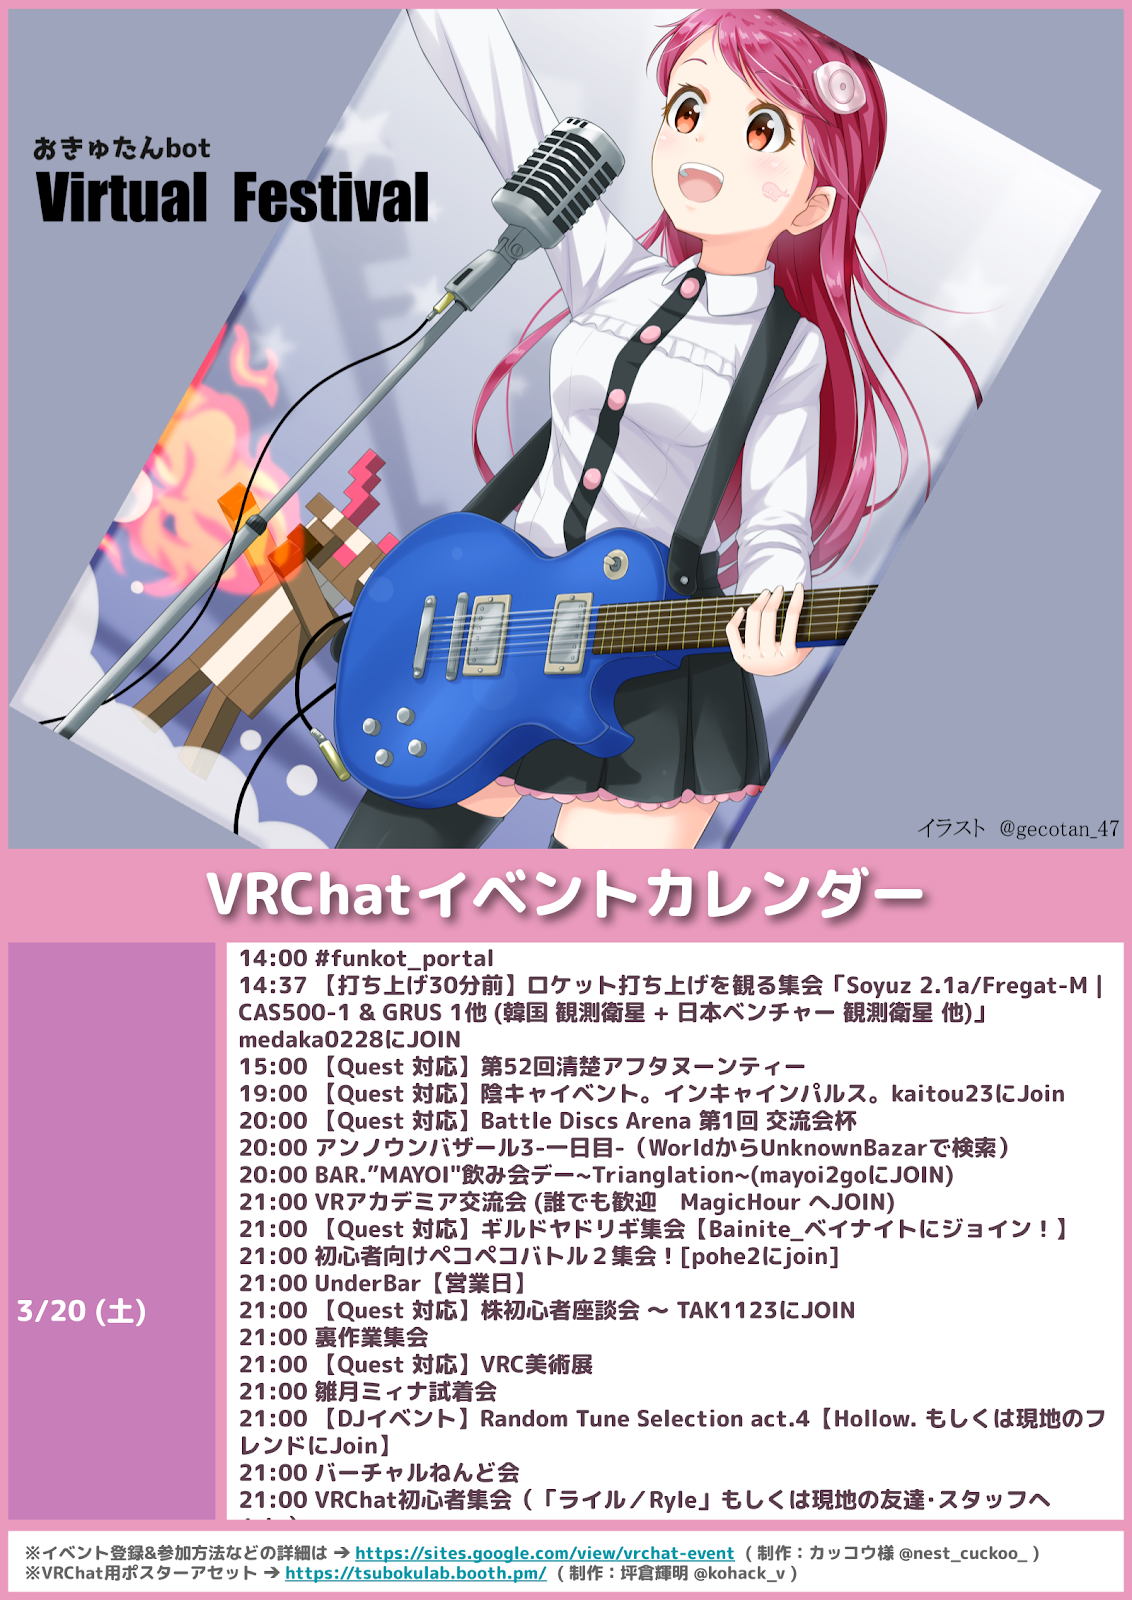 おきゅたんbot
Virtual Festival
イラスト @gecotan_47
VRChatイベントカレンダー
3/20 (土)
14:00 #funkot_portal
14:37 【打ち上げ30分前】ロケット打ち上げを観る集会「Soyuz 2.1a/Fregat-M |
CAS500-1 & GRUS 1他 (韓国 観測衛星 + 日本ベンチャー 観測衛星 他)」
medaka0228にJOIN
15:00 【Quest 対応】第52回清楚アフタヌーンティー
19:00 【Quest 対応】陰キャイベント。インキャインパルス。kaitou23にJoin
20:00 【Quest 対応】Battle Discs Arena 第1回 交流会杯
20:00 アンノウンバザール3-一日目-（WorldからUnknownBazarで検索）
20:00 BAR.”MAYOI"飲み会デー~Trianglation~(mayoi2goにJOIN)
21:00 VRアカデミア交流会 (誰でも歓迎　MagicHour へJOIN)
21:00 【Quest 対応】ギルドヤドリギ集会【Bainite_ベイナイトにジョイン！】
21:00 初心者向けペコペコバトル２集会！[pohe2にjoin]
21:00 UnderBar【営業日】
21:00 【Quest 対応】株初心者座談会 〜 TAK1123にJOIN
21:00 裏作業集会
21:00 【Quest 対応】VRC美術展
21:00 雛月ミィナ試着会
21:00 【DJイベント】Random Tune Selection act.4【Hollow. もしくは現地のフ
レンドにJoin】
21:00 バーチャルねんど会
21:00 VRChat初心者集会（「ライル／Ryle」もしくは現地の友達･スタッフへ
※イベント登録&参加方法などの詳細は ➔ https://sites.google.com/view/vrchat-event （制作：カッコウ様 @nest_cuckoo_ )
※VRChat用ポスターアセット ➔ https://tsubokulab.booth.pm/ （制作：坪倉輝明 @kohack_v )